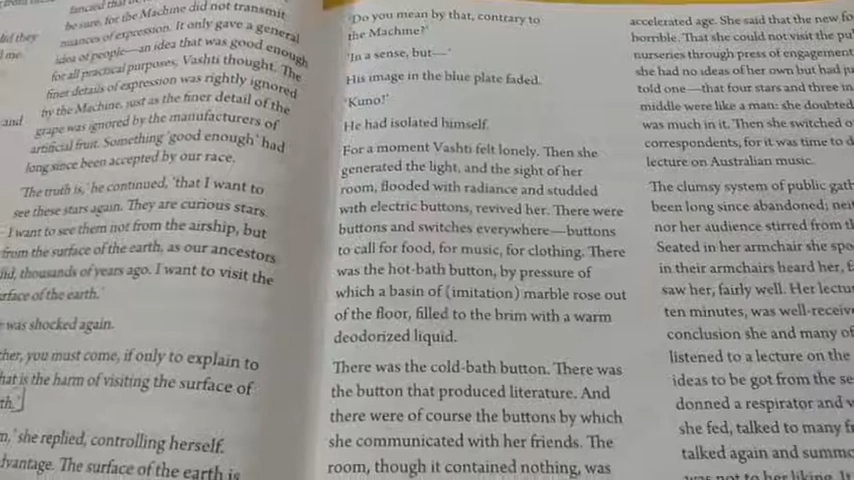 fancied that
be sure, for the Machine did not transmit
nuances of expression. It only gave a general
idea of people—an idea that was good enough
for all practical purposes, Vashti thought. The
finer details of expression was rightly ignored
by the Machine, just as the finer detail of the
grape was ignored by the manufacturers of
artificial fruit. Something 'good enough' had
long since been accepted by our race.
'The truth is,' he continued, 'that I want to
see these stars again. They are curious stars.
I want to see them not from the airship, but
from the surface of the earth, as our ancestors
did, thousands of years ago. I want to visit the
surface of the earth.'
was shocked again.
you must come, if only to explain to
what is the harm of visiting the surface of
she replied, controlling herself.
The surface of the earth is
they
me
and
'Do you mean by that, contrary to
the Machine?'
'In a sense, but—'
His image in the blue plate faded.
'Kuno!'
He had isolated himself.
For a moment Vashti felt lonely. Then she
generated the light, and the sight of her
room, flooded with radiance and studded
with electric buttons, revived her. There were
buttons and switches everywhere—buttons
to call for food, for music, for clothing. There
was the hot-bath button, by pressure of
which a basin of (imitation) marble rose out
of the floor, filled to the brim with a warm
deodorized liquid.
There was the cold-bath button. There was
the button that produced literature. And
there were of course the buttons by which
she communicated with her friends. The
room, though it contained nothing, was
accelerated age. She said that the new
horrible. That she could not visit the
nurseries through press of engagement
she had no ideas of her own but had
told one—that four stars and three in
middle were like a man: she doubted
was much in it. Then she switched
correspondents, for it was time to
lecture on Australian music.
The clumsy system of public
been long since abandoned;
nor her audience stirred from
Seated in her armchair she
in their armchairs heard her,
saw her, fairly well. Her
ten minutes, was
conclusion she and many of
listened to a lecture on the
ideas to be got from the
donned a respirator and
she fed, talked to many
talked again and
was not to her liking. It